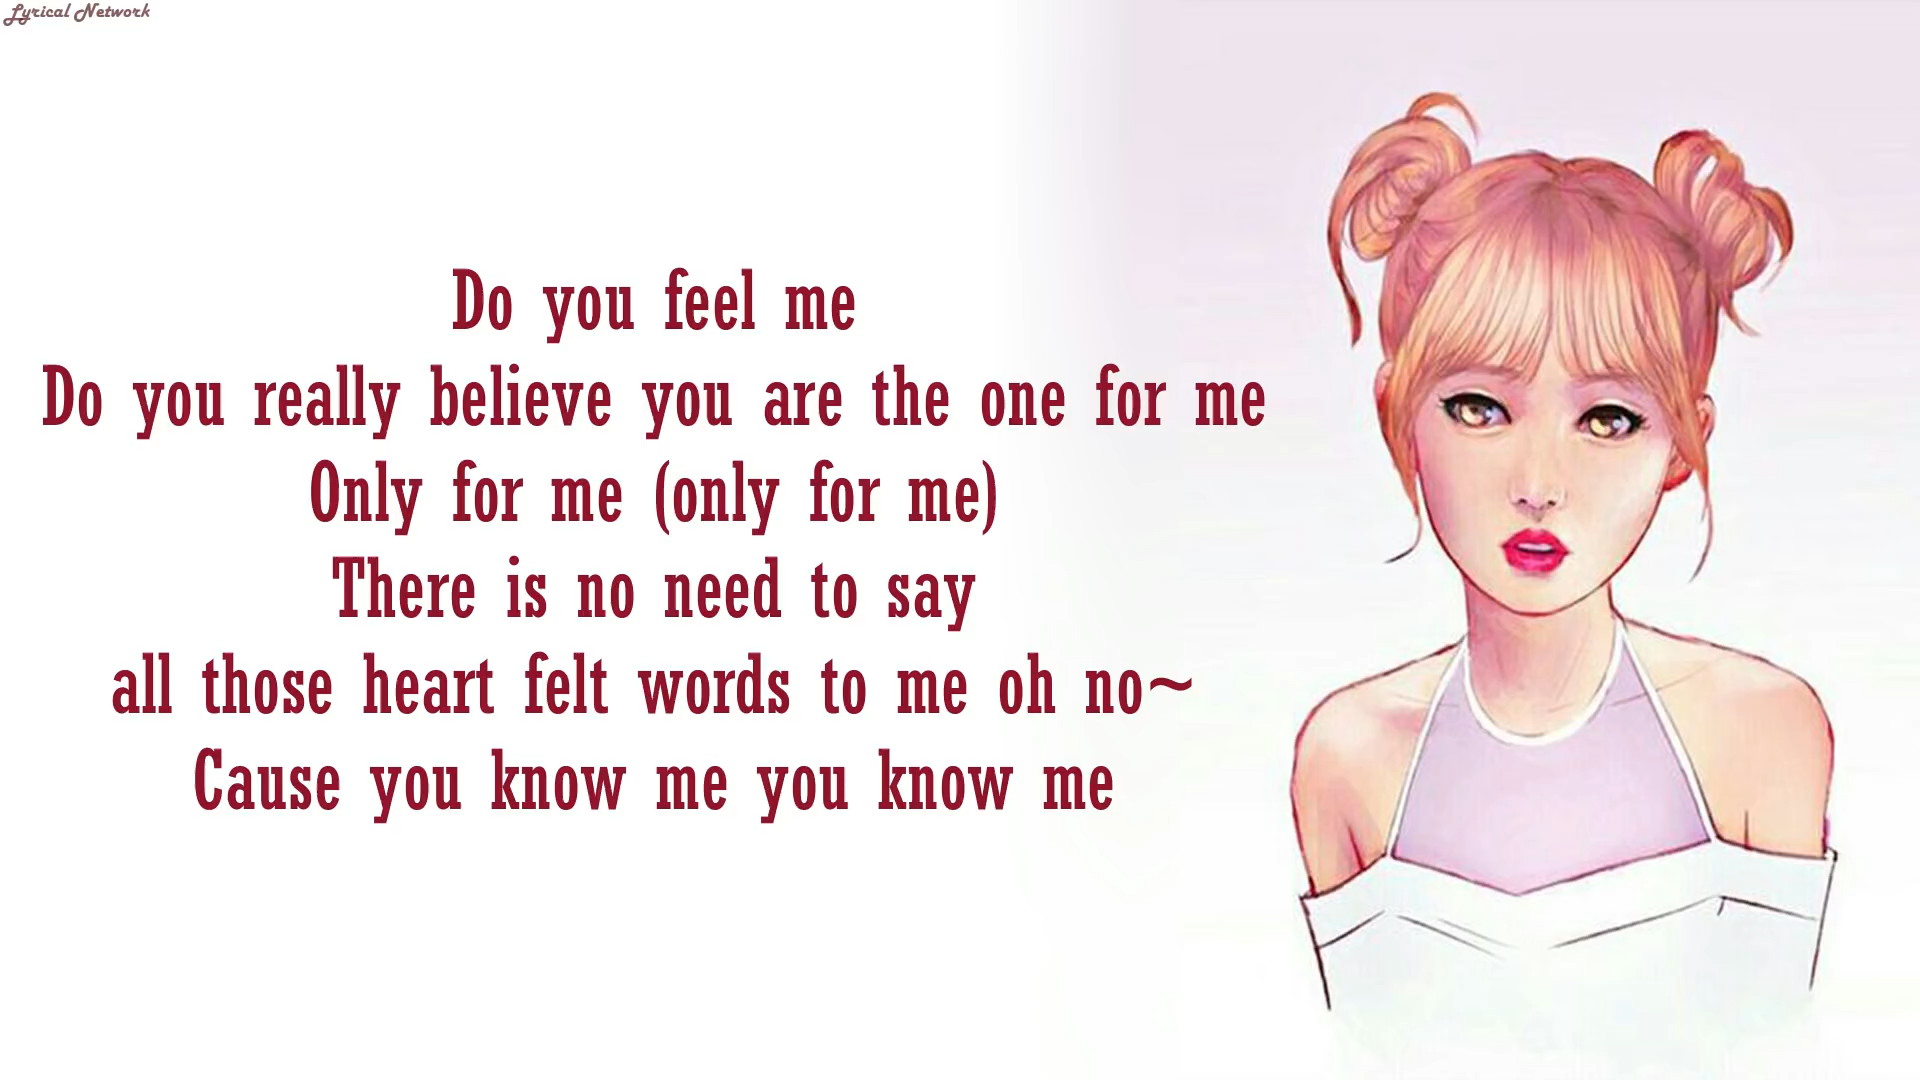 Lyrical Network
Do you feel me
Do you really believe you are the one for me
Only for me (only for me)
There is no need to say
all those heart felt words to me oh no~
Cause you know me you know me